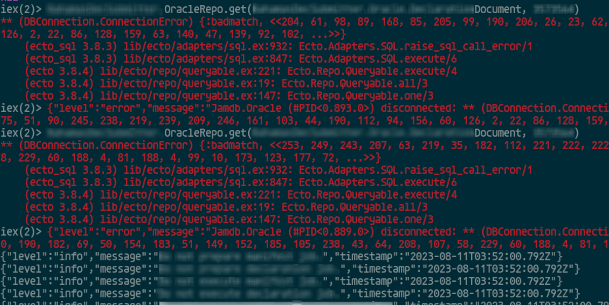 iex(2)> OracleRepo.get( Document,
** (DBConnection.ConnectionError) {:badmatch, <<204, 61, 98, 89, 168, 85, 205, 99, 190, 206, 26, 23, 62,
126, 2, 22, 86, 128, 159, 63, 140, 47, 139, 92, 102, ...>>}
(ecto_sql 3.8.3) lib/ecto/adapters/sql.ex:932: Ecto.Adapters.SQL.raise_sql_call_error/1
(ecto_sql 3.8.3) lib/ecto/adapters/sql.ex:847: Ecto.Adapters.SQL.execute/6
(ecto 3.8.4) lib/ecto/repo/queryable.ex:221: Ecto.Repo.Queryable.execute/4
(ecto 3.8.4) lib/ecto/repo/queryable.ex:19: Ecto.Repo.Queryable.all/3
(ecto 3.8.4) lib/ecto/repo/queryable.ex:147: Ecto.Repo.Queryable.one/3
iex(2)> {"level":"error","message":"Jamdb.Oracle (#PID<0.893.0>) disconnected: ** (DBConnection.Connecti
75, 51, 90, 245, 238, 219, 239, 209, 246, 161, 103, 44, 190, 112, 94, 156, 60, 126, 2, 22, 86, 128, 159,
iex(2)> OracleRepo.get( Document,
** (DBConnection.ConnectionError) {:badmatch, <<253, 249, 243, 207, 63, 219, 35, 182, 112, 221, 222, 222
8, 229, 60, 188, 4, 81, 188, 4, 99, 10, 173, 123, 177, 72, ...>>}
(ecto_sql 3.8.3) lib/ecto/adapters/sql.ex:932: Ecto.Adapters.SQL.raise_sql_call_error/1
(ecto_sql 3.8.3) lib/ecto/adapters/sql.ex:847: Ecto.Adapters.SQL.execute/6
(ecto 3.8.4) lib/ecto/repo/queryable.ex:221: Ecto.Repo.Queryable.execute/4
(ecto 3.8.4) lib/ecto/repo/queryable.ex:19: Ecto.Repo.Queryable.all/3
(ecto 3.8.4) lib/ecto/repo/queryable.ex:147: Ecto.Repo.Queryable.one/3
iex(2)> {"level":"error","message":"Jamdb.Oracle (#PID<0.889.0>) disconnected: ** (DBConnection.Connecti
0, 190, 182, 69, 50, 154, 183, 51, 149, 152, 185, 105, 238, 43, 64, 208, 107, 58, 229, 60, 188, 4, 81, 1
{"level":"info","message":" ","timestamp":"2023-08-11T03:52:00.792Z"}
{"level":"info","message":" ","timestamp":"2023-08-11T03:52:00.792Z"}
{"level":"info","message":" ","timestamp":"2023-08-11T03:52:00.792Z"}
{"level":"info","message":" "timestamp":"2023-08-11T03:52:00.792Z"}